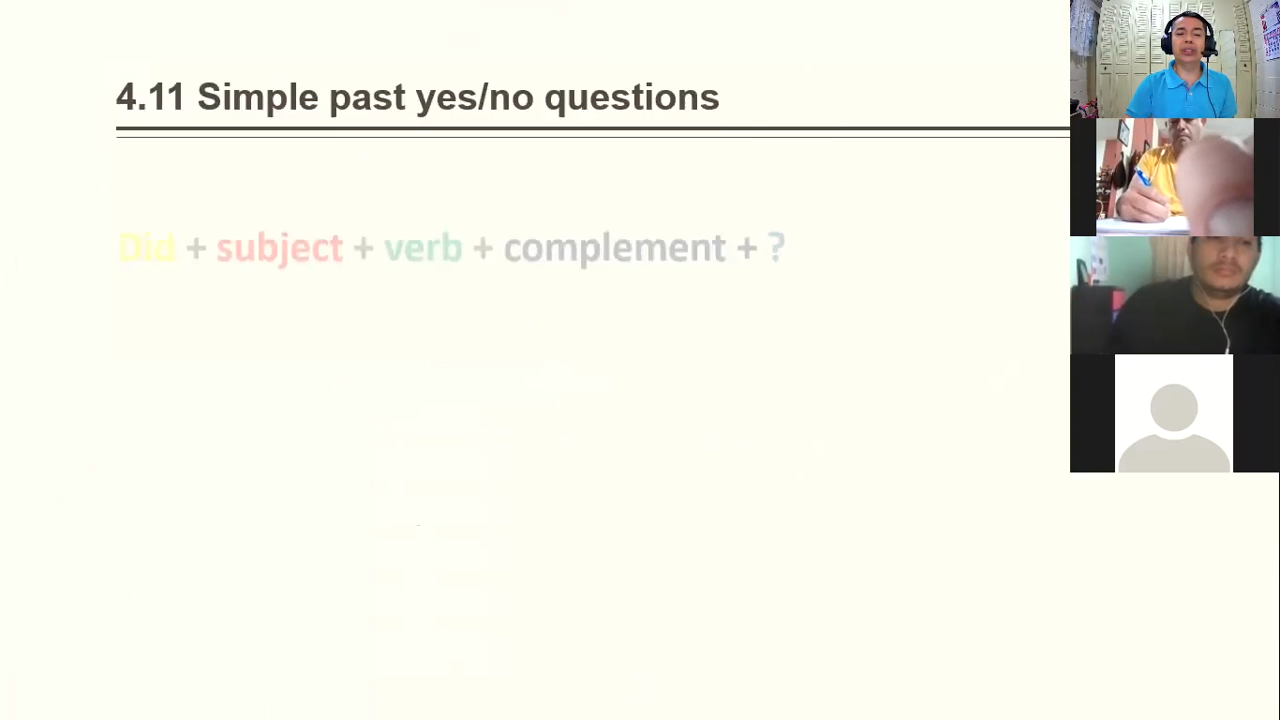 4.11 Simple past yes/no questions
Did + subject + verb + complement + ?